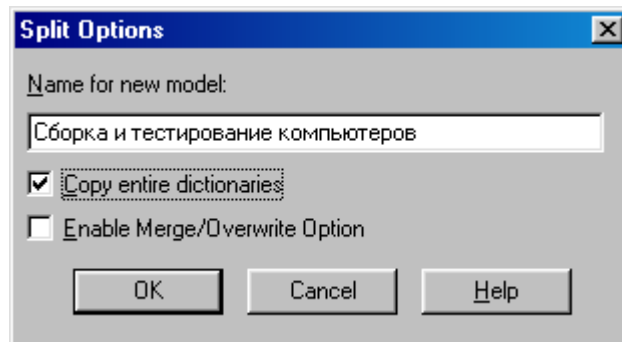 Split Options
Name for new model:
Сборка и тестирование компьютеров
Copy entire dictionaries
Enable Merge/Overwrite Option
OK Cancel Help